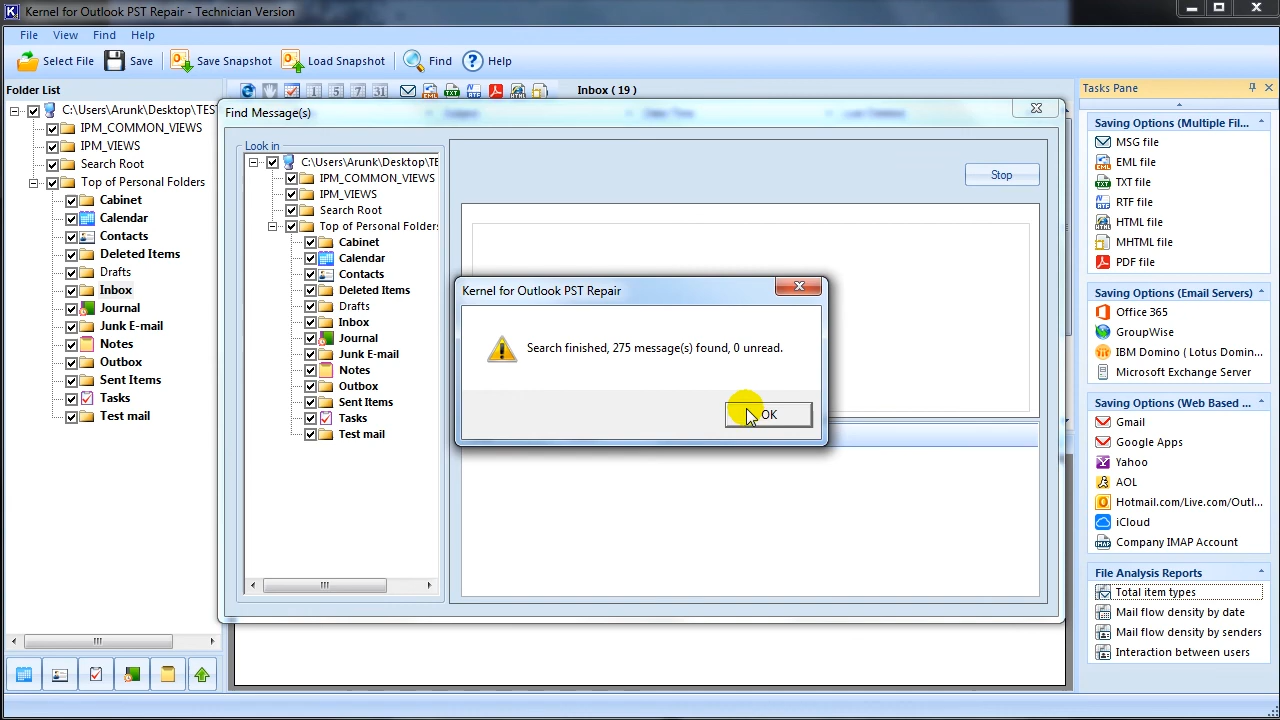 Kernel for Outlook PST Repair - Technician Version
File View Find Help
Select File Save Save Snapshot Load Snapshot Find Help
Folder List
C:\Users\Arunk\Desktop\TES
IPM_COMMON_VIEWS
IPM_VIEWS
Search Root
Top of Personal Folders
Cabinet
Calendar
Contacts
Deleted Items
Drafts
Inbox
Journal
Junk E-mail
Notes
Outbox
Sent Items
Tasks
Test mail
Inbox ( 19 )
Find Message(s)
Look in
C:\Users\Arunk\Desktop\TE
IPM_COMMON_VIEWS
IPM_VIEWS
Search Root
Top of Personal Folders
Cabinet
Calendar
Contacts
Deleted Items
Drafts
Inbox
Journal
Junk E-mail
Notes
Outbox
Sent Items
Tasks
Test mail
Stop
Kernel for Outlook PST Repair
Search finished, 275 message(s) found, 0 unread.
OK
Tasks Pane
Saving Options (Multiple Fil...
MSG file
EML file
TXT file
RTF file
HTML file
MHTML file
PDF file
Saving Options (Email Servers)
Office 365
GroupWise
IBM Domino ( Lotus Domin...
Microsoft Exchange Server
Saving Options (Web Based ...
Gmail
Google Apps
Yahoo
AOL
Hotmail.com/Live.com/Outl...
iCloud
Company IMAP Account
File Analysis Reports
Total item types
Mail flow density by date
Mail flow density by senders
Interaction between users